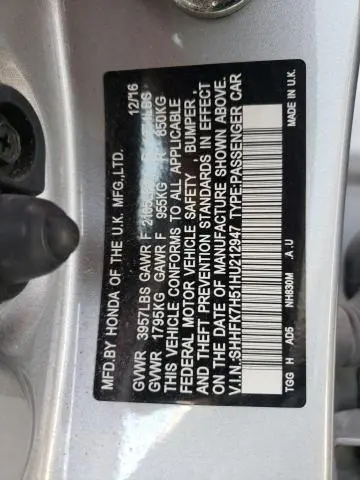 MFD.BY HONDA OF THE U.K. MFG.,LTD. 12/16
GVWR 3957LBS GAWR F LBS
GVWR 1795KG GAWR F 955KG 850KG
THIS VEHICLE CONFORMS TO ALL APPLICABLE
FEDERAL MOTOR VEHICLE SAFETY , BUMPER ,
AND THEFT PREVENTION STANDARDS IN EFFECT
ON THE DATE OF MANUFACTURE SHOWN ABOVE.
V.I.N.:SHHFK7H51HU212947 TYPE:PASSENGER CAR
TGG H AD5 NH830M .A.U MADE IN U.K.